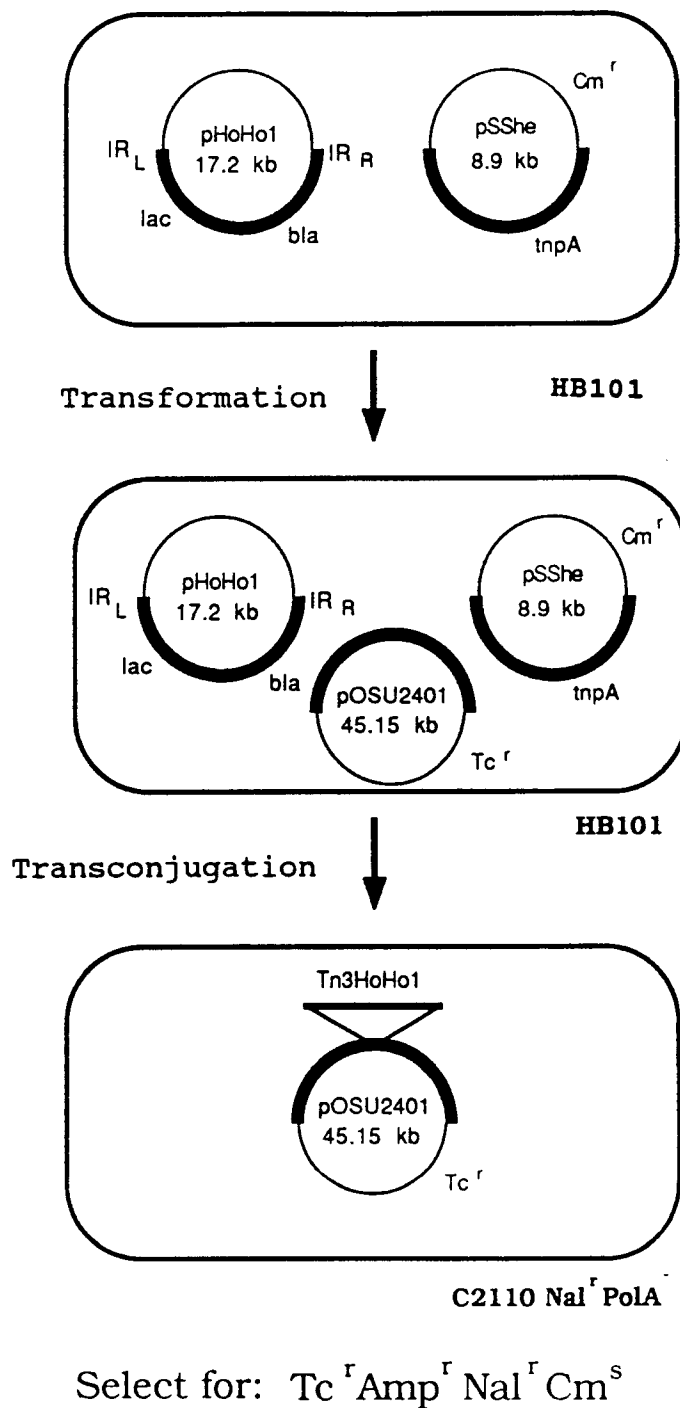 Cm r
pHoHo1
17.2 kb
pSShe
8.9 kb
IR L
IR R
lac
bla
tnpA
Transformation
HB101
Cm r
pHoHo1
17.2 kb
pSShe
8.9 kb
IR L
IR R
lac
bla
tnpA
pOSU2401
45.15 kb
Tc r
HB101
Transconjugation
Tn3HoHo1
pOSU2401
45.15 kb
Tc r
C2110 Nal r PolA -
Select for: Tc r Amp r Nal r Cm s